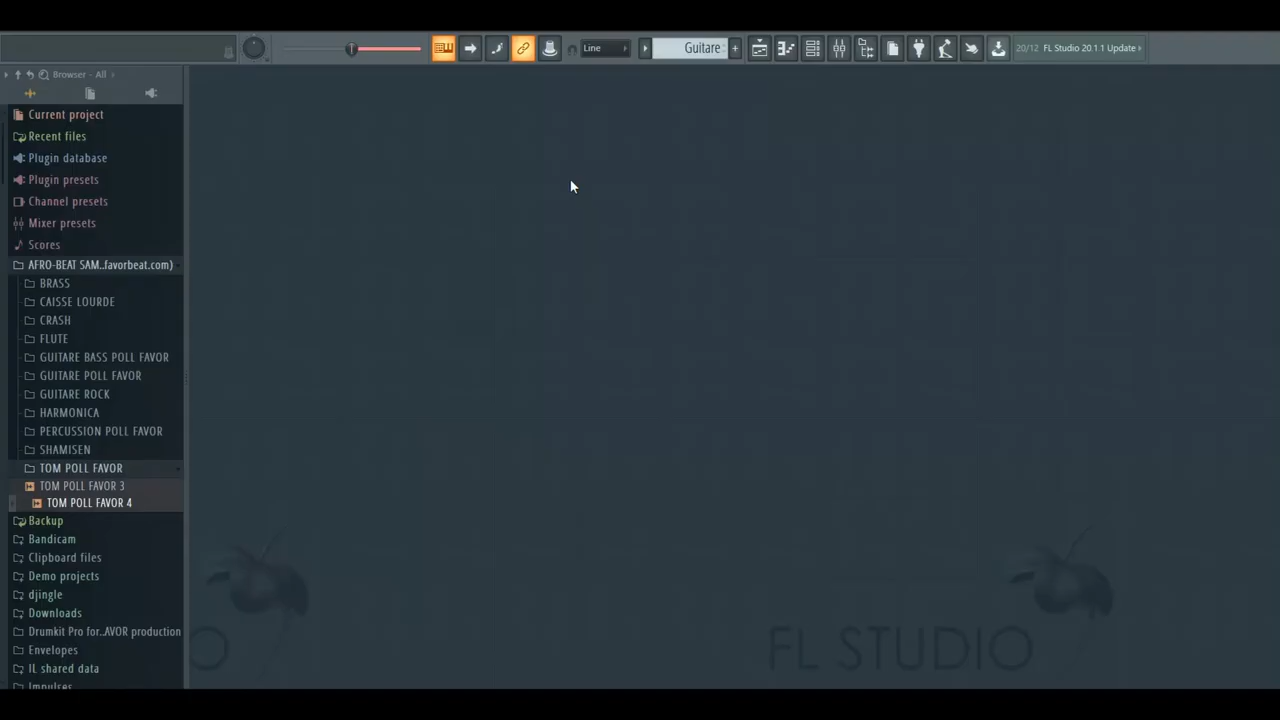 Line
Guitare
20/12 FL Studio 20.1.1 Update
Browser - All
Current project
Recent files
Plugin database
Plugin presets
Channel presets
Mixer presets
Scores
AFRO-BEAT SAM..favorbeat.com)
BRASS
CAISSE LOURDE
CRASH
FLUTE
GUITARE BASS POLL FAVOR
GUITARE POLL FAVOR
GUITARE ROCK
HARMONICA
PERCUSSION POLL FAVOR
SHAMISEN
TOM POLL FAVOR
TOM POLL FAVOR 3
TOM POLL FAVOR 4
Backup
Bandicam
Clipboard files
Demo projects
djingle
Downloads
Drumkit Pro for..AVOR production
Envelopes
IL shared data
Impulses
O
FL STUDIO